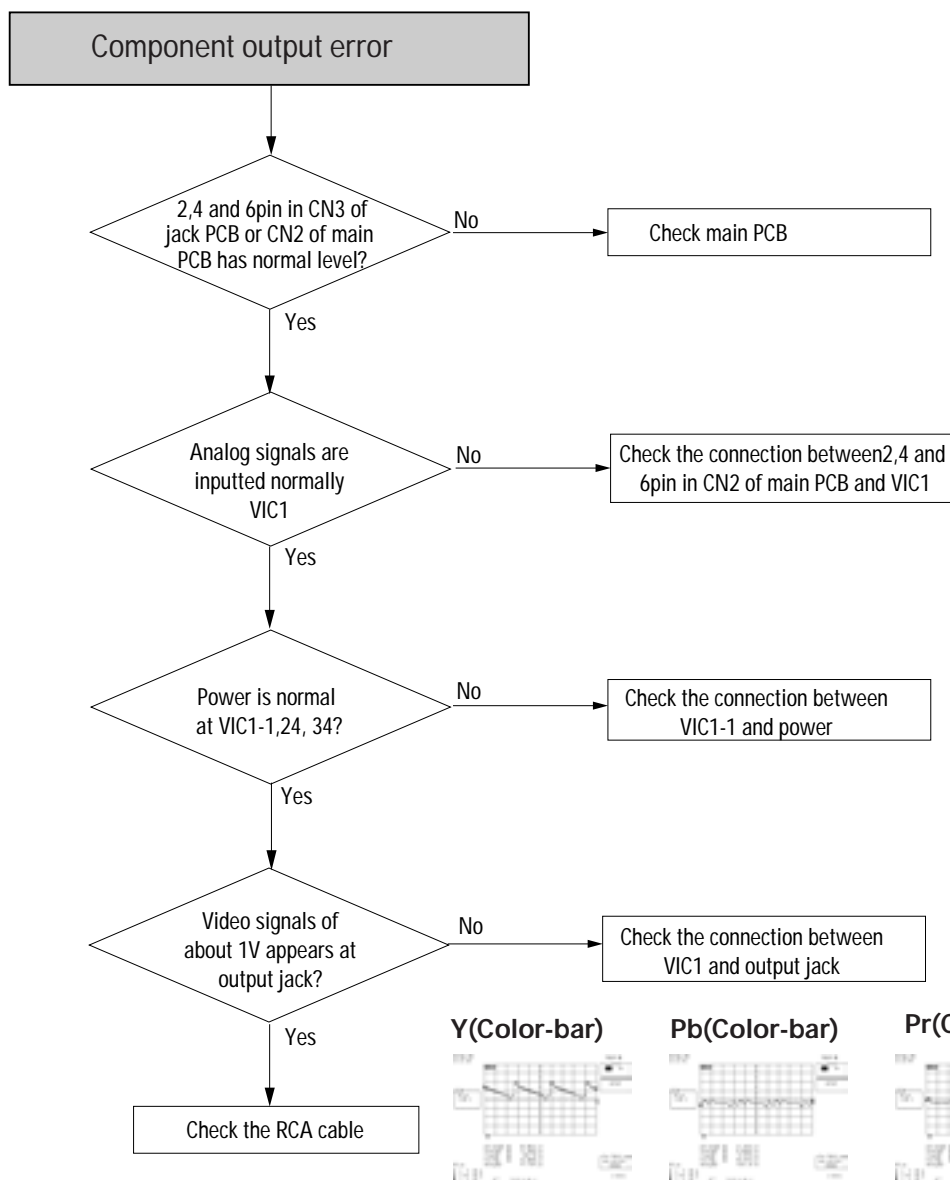 Component output error
2,4 and 6pin in CN3 of
jack PCB or CN2 of main
PCB has normal level?
No
Check main PCB
Yes
Analog signals are
inputted normally
VIC1
No
Check the connection between2,4 and
6pin in CN2 of main PCB and VIC1
Yes
Power is normal
at VIC1-1,24, 34?
No
Check the connection between
VIC1-1 and power
Yes
Video signals of
about 1V appears at
output jack?
No
Check the connection between
VIC1 and output jack
Yes
Check the RCA cable
Y(Color-bar)
Pb(Color-bar)